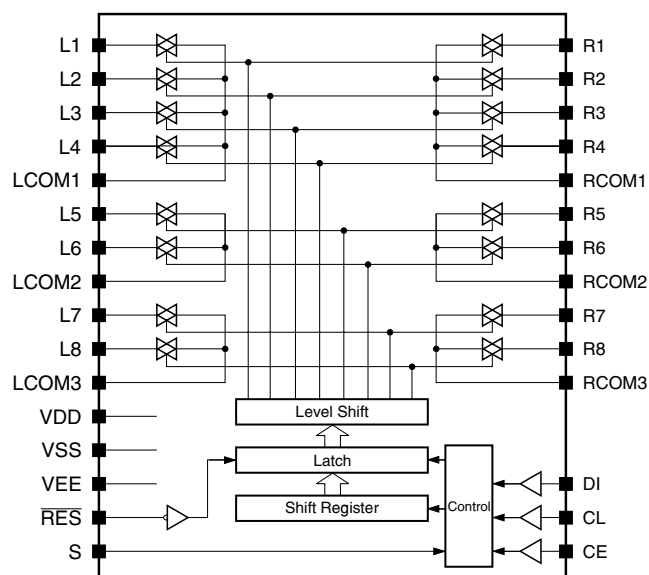 L1 R1
L2 R2
L3 R3
L4 R4
LCOM1 RCOM1
L5 R5
L6 R6
LCOM2 RCOM2
L7 R7
L8 R8
LCOM3 RCOM3
VDD Level Shift
VSS Latch
VEE DI
RES Shift Register Control CL
S CE